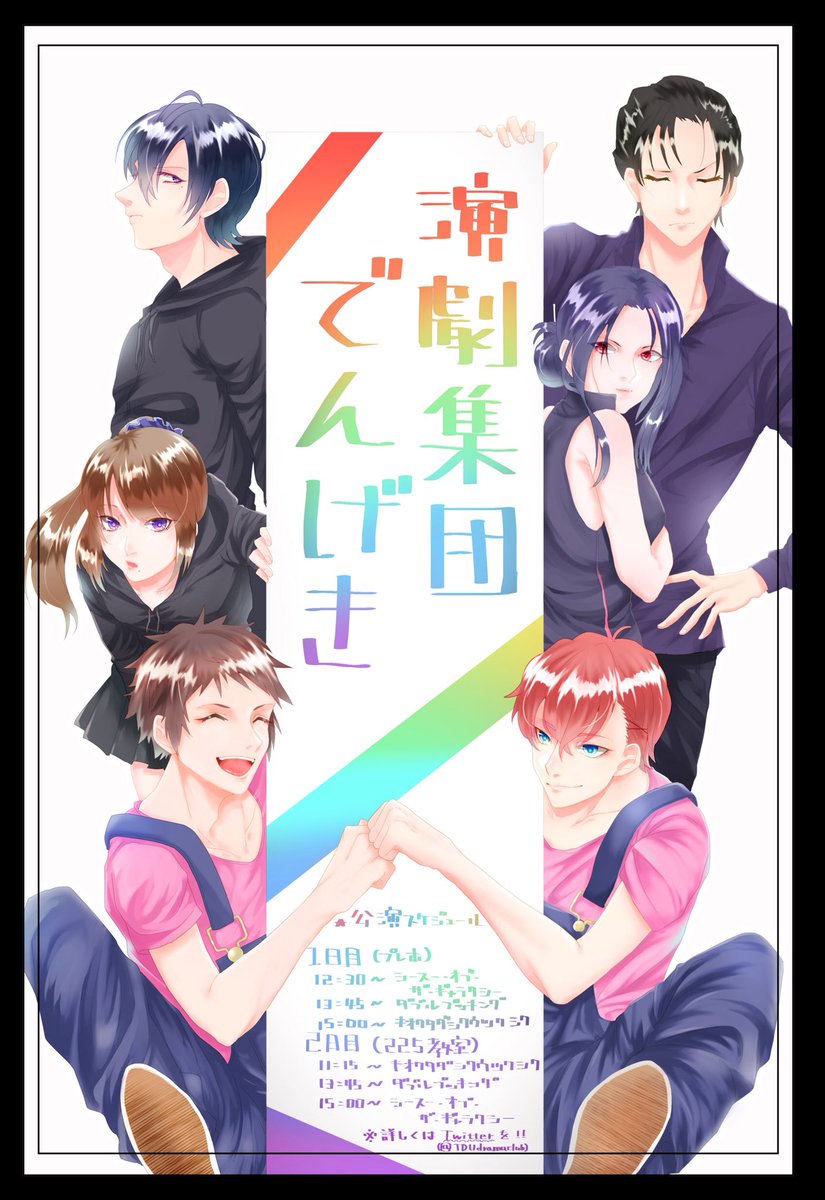 演劇集団
でんげき
★公演スケジュール
1日目(プレホ)
12:30～ シースー・オブ・
ザ・ギャラクシー
13:45～ ダブルブッキング
15:00～ キオクタダシクウツクシク
2日目(225教室)
11:15～ キオクタダシクウツクシク
13:45～ ダブルブッキング
15:00～ シースー・オブ・
ザ・ギャラクシー
※詳しくはTwitterを!!
(@TDUdramaclub)